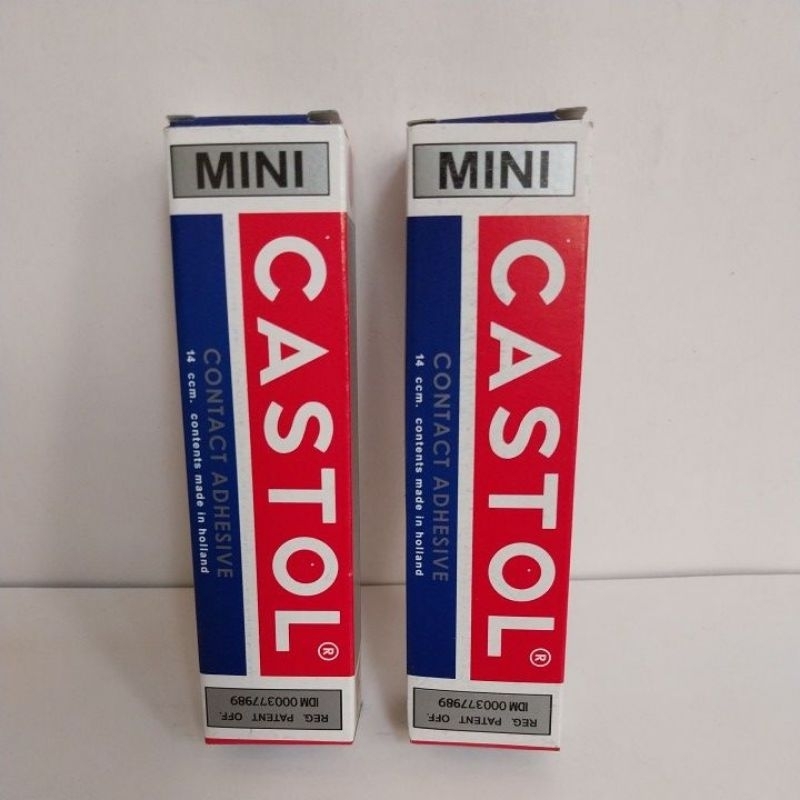 MINI
CASTOL®
CONTACT ADHESIVE
14 ccm. contents made in holland
REG. PATENT OFF.
IDM 000377989
MINI
CASTOL®
CONTACT ADHESIVE
14 ccm. contents made in holland
REG. PATENT OFF.
IDM 000377989